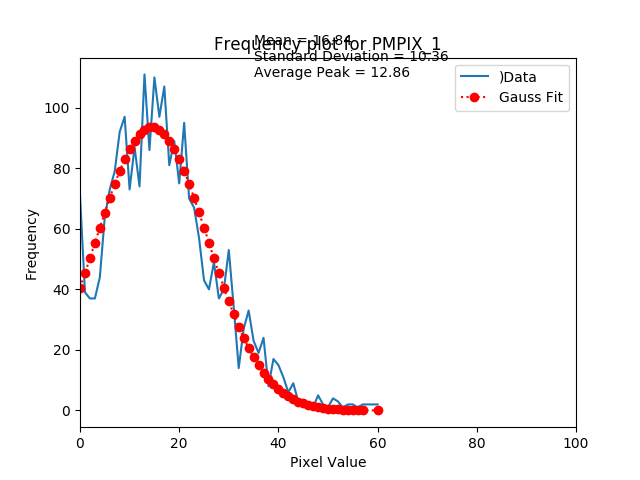 Mean = 16.84
Frequency plot for PMPIX_1
Standard Deviation = 10.36
Average Peak = 12.86
)Data
Gauss Fit
Frequency
100
80
60
40
20
0
0 20 40 60 80 100
Pixel Value